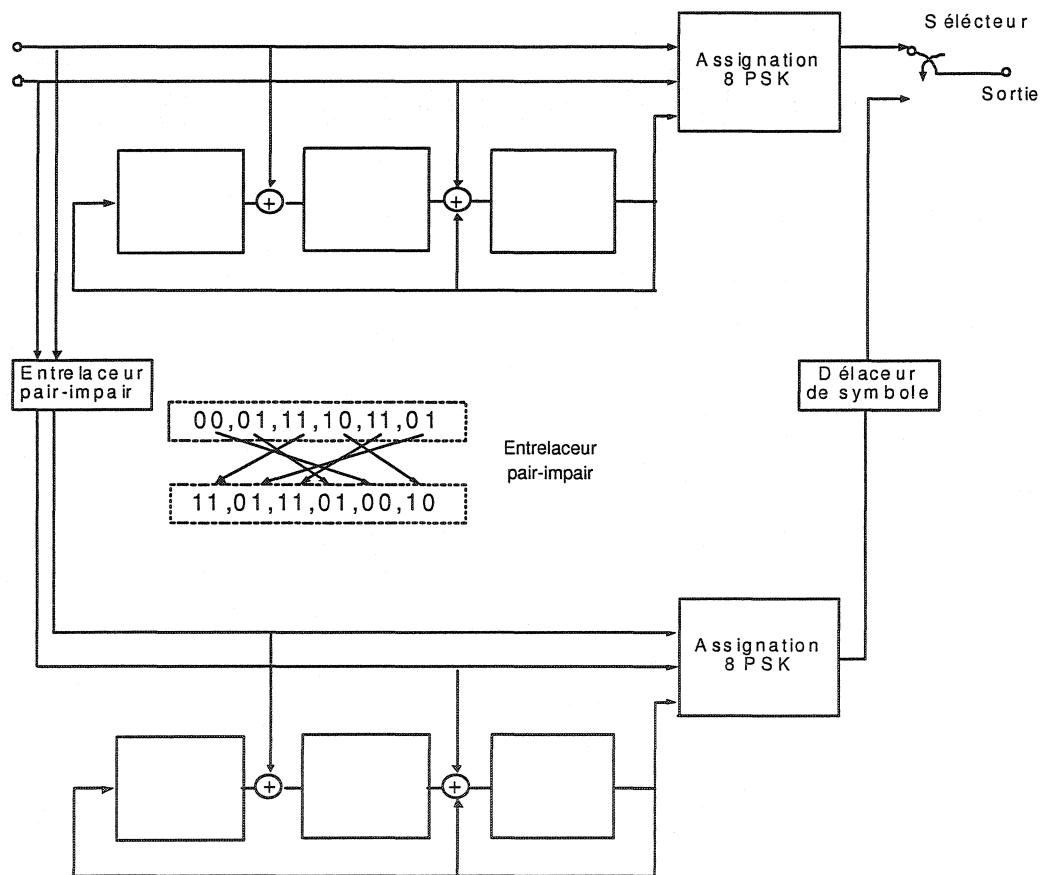 Sélécteur
Assignation
8 PSK
Sortie
+
+
Entrelaceur
pair-impair
Délaceur
de symbole
00,01,11,10,11,01
Entrelaceur
pair-impair
11,01,11,01,00,10
Assignation
8 PSK
+
+